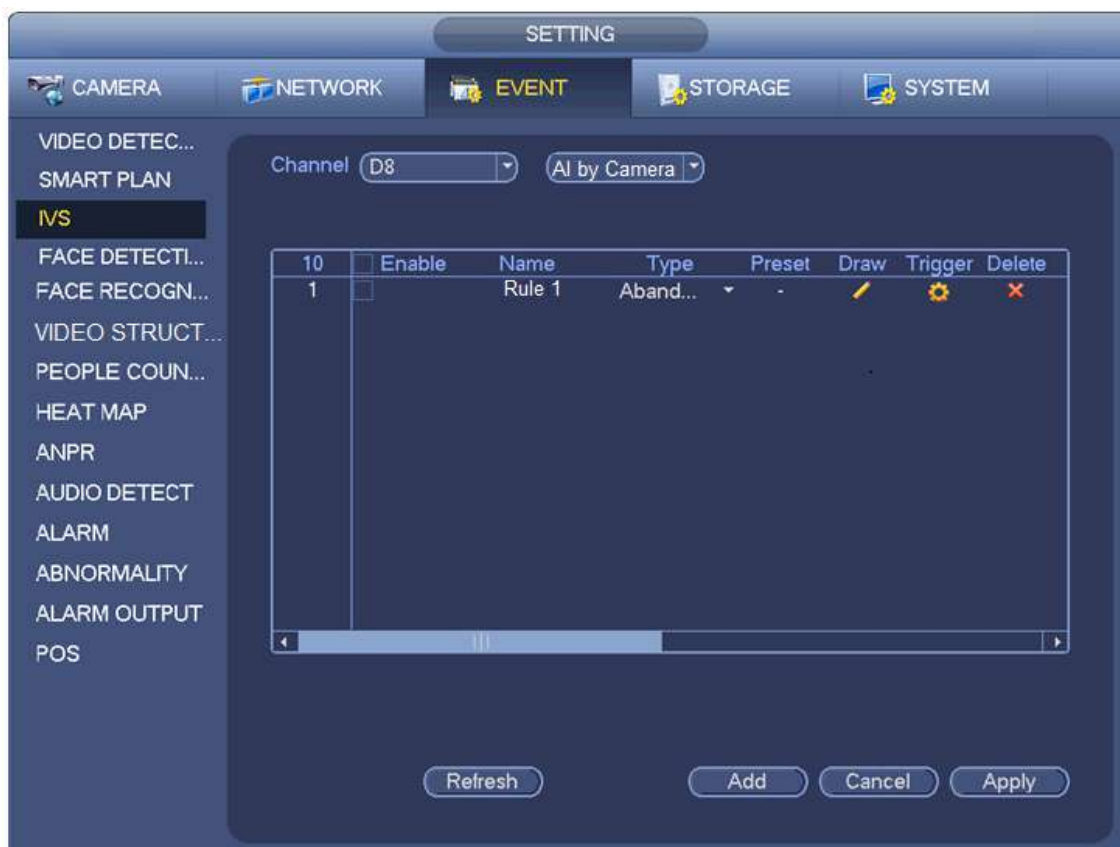 SETTING
CAMERA NETWORK EVENT STORAGE SYSTEM
VIDEO DETEC...
SMART PLAN
IVS
FACE DETECTI...
FACE RECOGN...
VIDEO STRUCT...
PEOPLE COUN...
HEAT MAP
ANPR
AUDIO DETECT
ALARM
ABNORMALITY
ALARM OUTPUT
POS
Channel D8 AI by Camera
10 Enable Name Type Preset Draw Trigger Delete
1 Rule 1 Aband... -
Refresh Add Cancel Apply